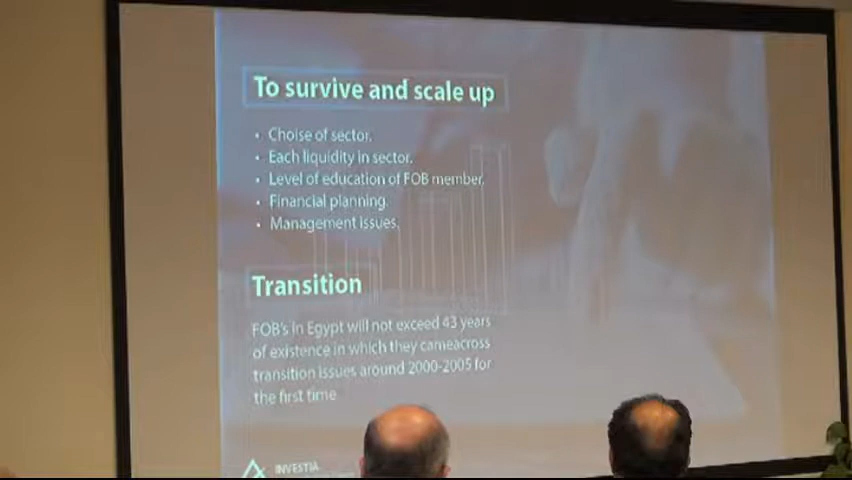 To survive and scale up
• Choise of sector.
• Each liquidity in sector.
• Level of education of FOB member.
• Financial planning.
• Management issues.
Transition
FOB's in Egypt will not exceed 43 years
of existence in which they cameacross
transition issues around 2000-2005 for
the first time
INVESTIA